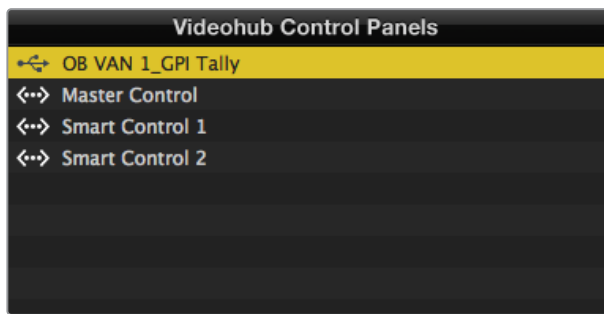 Videohub Control Panels
OB VAN 1_GPI Tally
Master Control
Smart Control 1
Smart Control 2